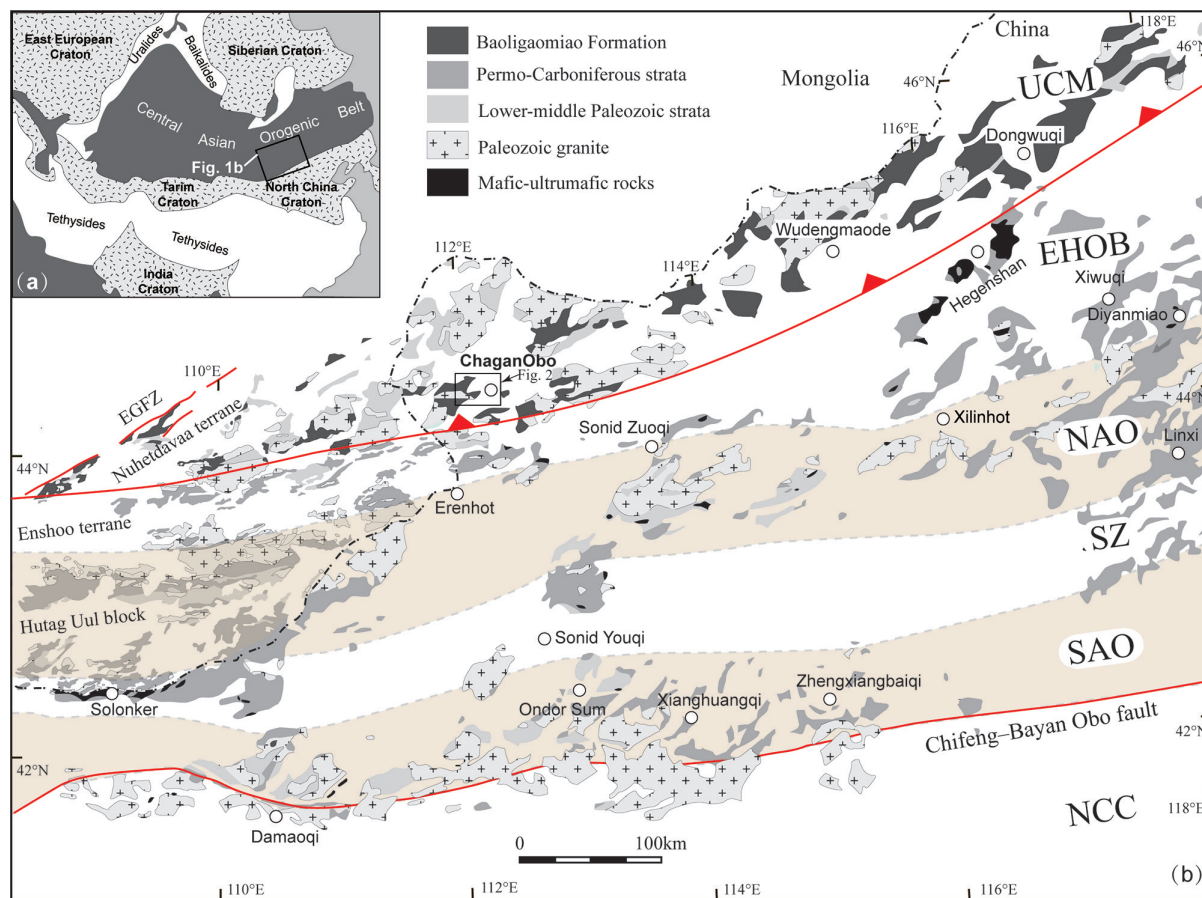 East European
Craton
Uralides
Baikalides
Siberian Craton
Central
Asian
Orogenic
Belt
Fig. 1b
Tarim
Craton
North China
Craton
Tethysides
Tethysides
India
Craton
(a)
Baoligaomiao Formation
Permo-Carboniferous strata
Lower-middle Paleozoic strata
Paleozoic granite
Mafic-ultrumafic rocks
China
Mongolia
118°E
46°N
46°N
UCM
116°E
Dongwuqi
Wudengmaode
112°E
114°E
EHOB
Hegenshan
Xiwuqi
Diyanmiao
ChaganObo
Fig. 2
110°E
EGFZ
Nuhetdavaa terrane
44°N
44°N
Sonid Zuoqi
Xilinhot
NAO
Linxi
Erenhot
Enshoo terrane
SZ
Hutag Uul block
Sonid Youqi
SAO
Solonker
Ondor Sum
Xianghuangqi
Zhengxiangbaiqi
Chifeng–Bayan Obo fault
42°N
42°N
Damaoqi
NCC
118°E
0
100km
(b)
110°E
112°E
114°E
116°E